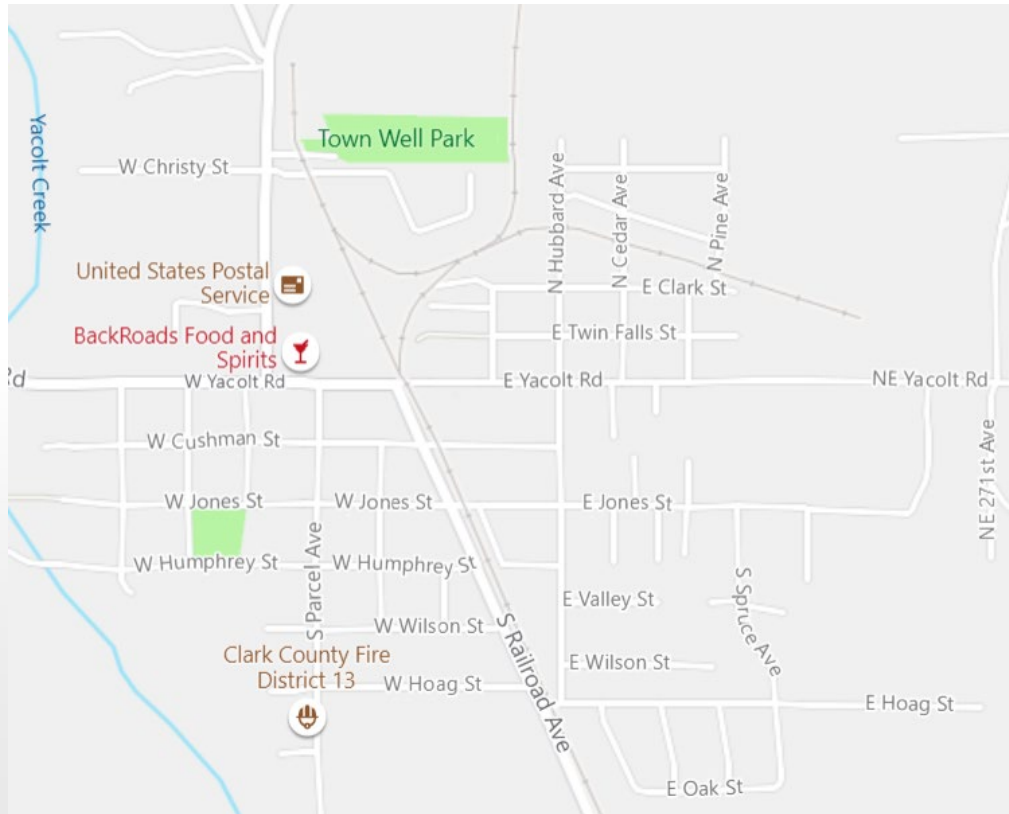 Town Well Park
Yacolt Creek
W Christy St
N Hubbard Ave
N Cedar Ave
N Pine Ave
United States Postal
Service
E Clark St
E Twin Falls St
BackRoads Food and
Spirits
Rd
W Yacolt Rd
E Yacolt Rd
NE Yacolt Rd
W Cushman St
NE 271st Ave
W Jones St
W Jones St
E Jones St
W Humphrey St
W Humphrey St
S Parcel Ave
E Valley St
S Spruce Ave
W Wilson St
S Railroad Ave
Clark County Fire
District 13
E Wilson St
W Hoag St
E Hoag St
E Oak St